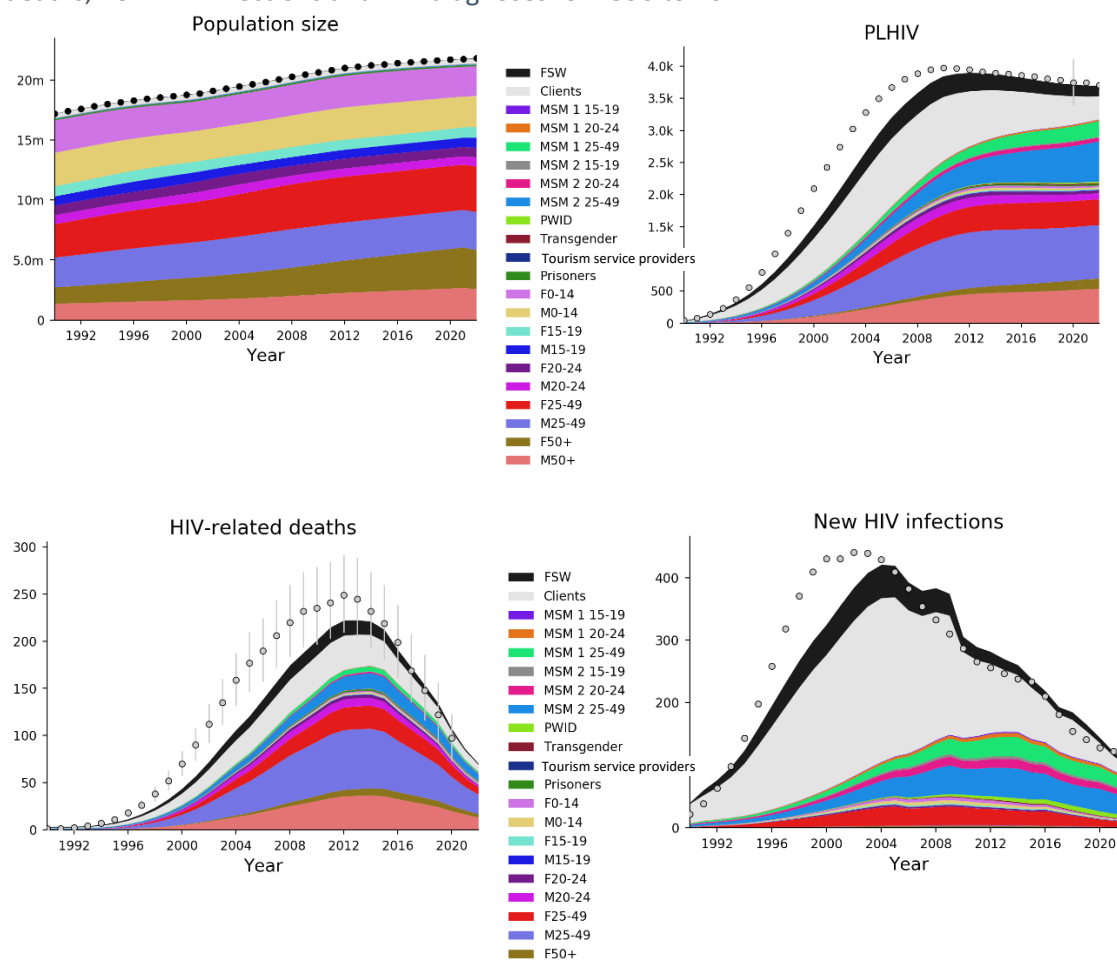 Population size
20m
15m
10m
5.0m
0
1992 1996 2000 2004 2008 2012 2016 2020
Year
FSW
Clients
MSM 1 15-19
MSM 1 20-24
MSM 1 25-49
MSM 2 15-19
MSM 2 20-24
MSM 2 25-49
PWID
Transgender
Tourism service providers
Prisoners
F0-14
M0-14
F15-19
M15-19
F20-24
M20-24
F25-49
M25-49
F50+
M50+
PLHIV
4.0k
3.5k
3.0k
2.5k
2.0k
1.5k
500
0
1992 1996 2000 2004 2008 2012 2016 2020
Year
HIV-related deaths
300
250
200
150
100
50
0
1992 1996 2000 2004 2008 2012 2016 2020
Year
FSW
Clients
MSM 1 15-19
MSM 1 20-24
MSM 1 25-49
MSM 2 15-19
MSM 2 20-24
MSM 2 25-49
PWID
Transgender
Tourism service providers
Prisoners
F0-14
M0-14
F15-19
M15-19
F20-24
M20-24
F25-49
M25-49
F50+
New HIV infections
400
300
200
0
1992 1996 2000 2004 2008 2012 2016 2020
Year